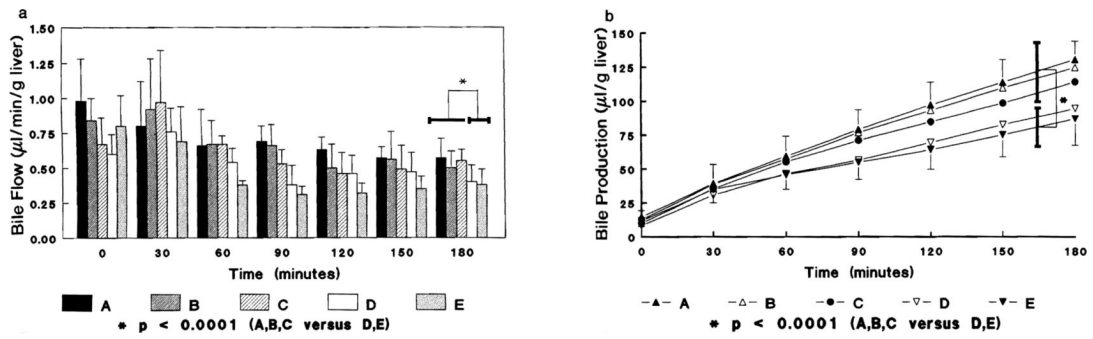 a
Bile Flow (μl/min/g liver)
1.50
1.25
1.00
0.75
0.50
0.25
0.00
*
0 30 60 90 120 150 180
Time (minutes)
A B C D E
* p < 0.0001 (A,B,C versus D,E)
b
Bile Production (μl/g liver)
150
125
100
75
50
25
0
*
0 30 60 90 120 150 180
Time (minutes)
A B C D E
* p < 0.0001 (A,B,C versus D,E)